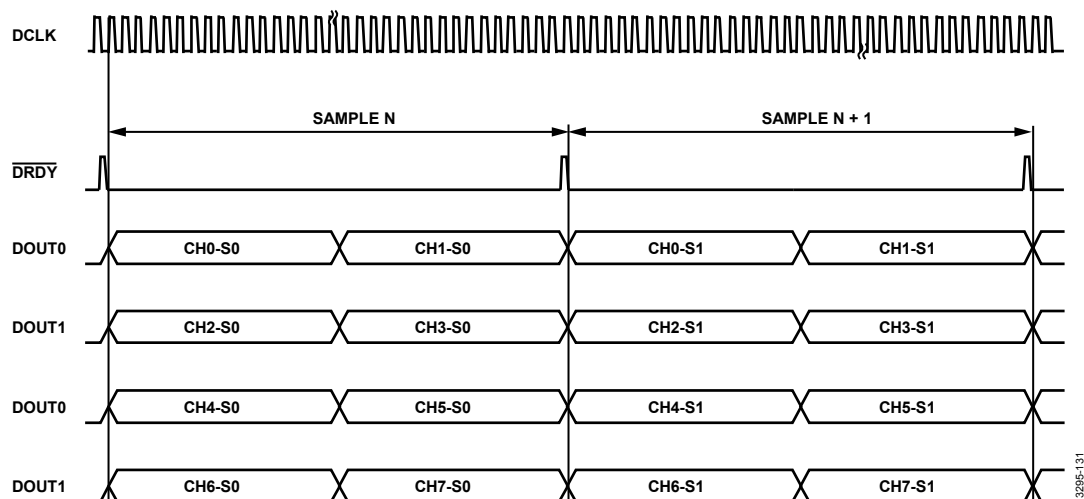 DCLK
SAMPLE N SAMPLE N + 1
DRDY
DOUT0 CH0-S0 CH1-S0 CH0-S1 CH1-S1
DOUT1 CH2-S0 CH3-S0 CH2-S1 CH3-S1
DOUT0 CH4-S0 CH5-S0 CH4-S1 CH5-S1
DOUT1 CH6-S0 CH7-S0 CH6-S1 CH7-S1
3295-131